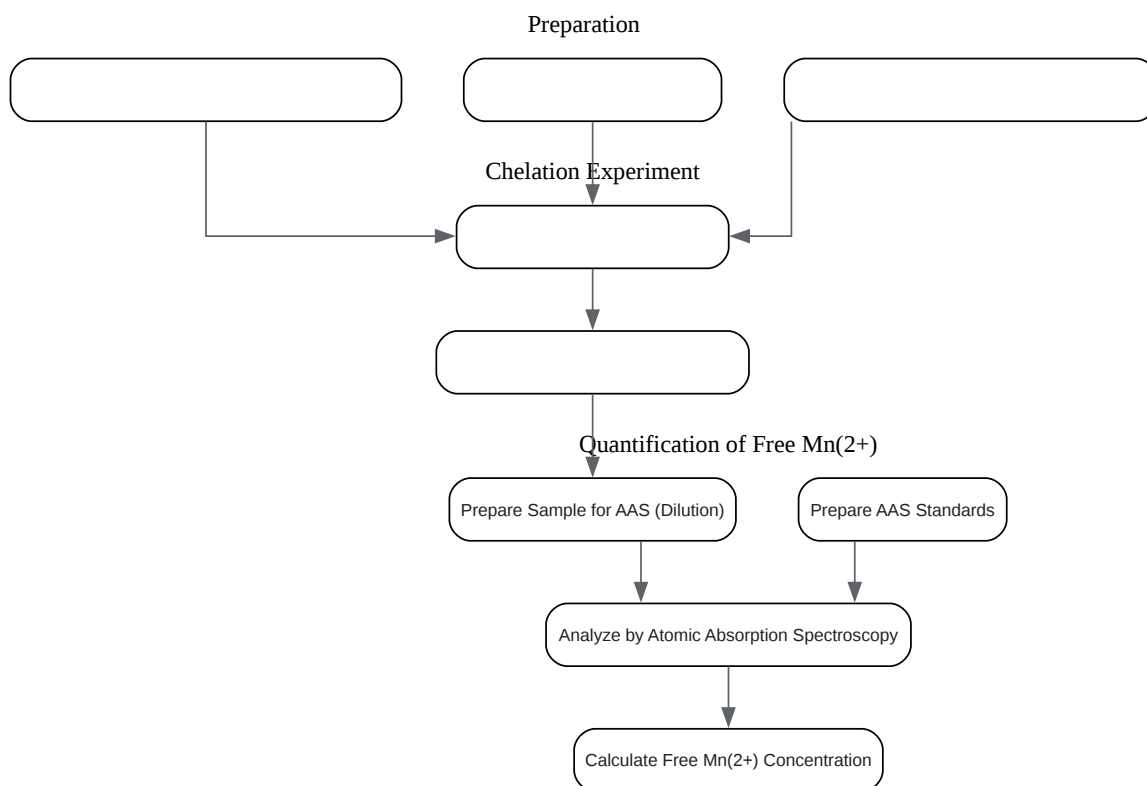 Preparation
Chelation Experiment
Quantification of Free Mn(2+)
Prepare Sample for AAS (Dilution)
Prepare AAS Standards
Analyze by Atomic Absorption Spectroscopy
Calculate Free Mn(2+) Concentration